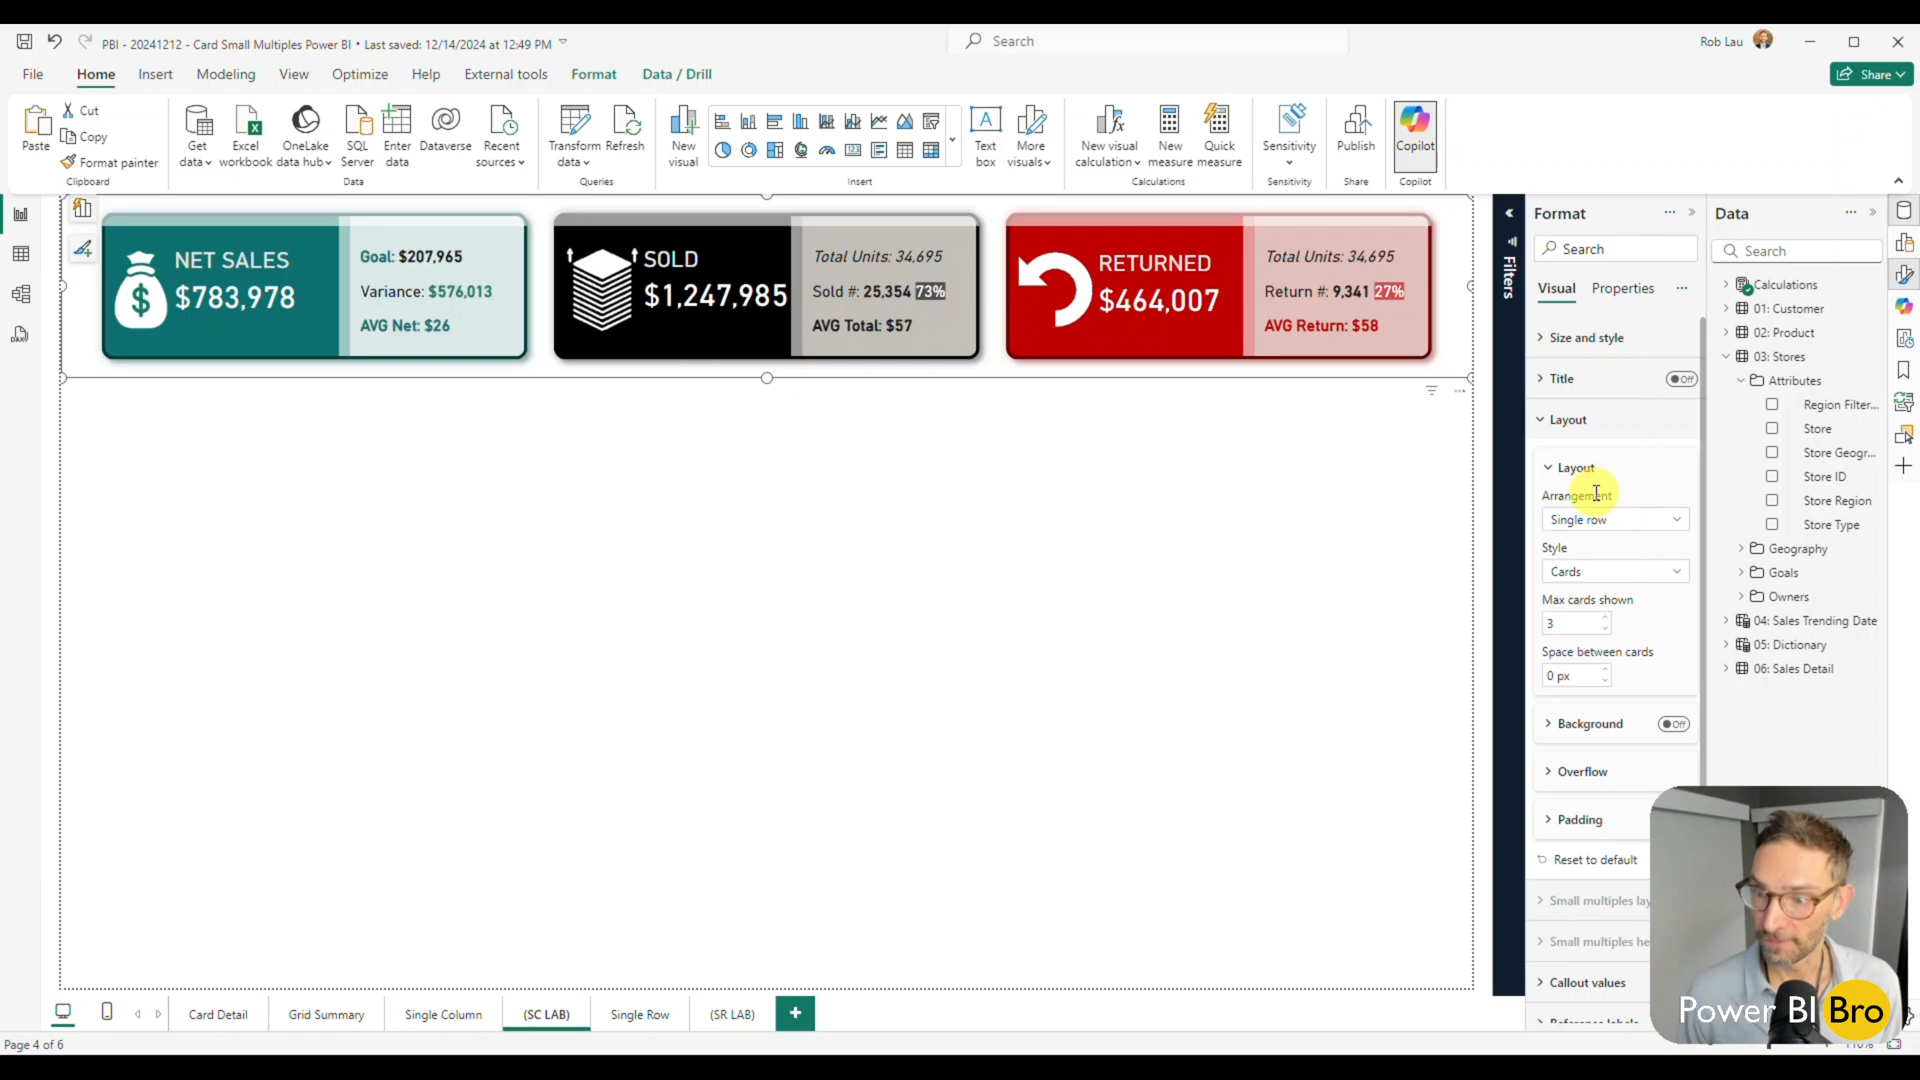 PBI - 20241212 - Card Small Multiples Power BI • Last saved: 12/14/2024 at 12:49 PM
Search
Rob Lau
File Home Insert Modeling View Optimize Help External tools Format Data / Drill
Share
Paste
Cut
Copy
Format painter
Clipboard
Get data
Excel workbook
OneLake data hub
SQL Server
Enter data
Dataverse
Recent sources
Data
Transform data
Refresh
Queries
New visual
Text box
More visuals
Insert
New visual calculation
New measure
Quick measure
Calculations
Sensitivity
Sensitivity
Publish
Share
Copilot
Copilot
NET SALES
$783,978
Goal: $207,965
Variance: $576,013
AVG Net: $26
SOLD
$1,247,985
Total Units: 34,695
Sold #: 25,354 73%
AVG Total: $57
RETURNED
$464,007
Total Units: 34,695
Return #: 9,341 27%
AVG Return: $58
Filters
Format
Search
Visual Properties
Size and style
Title Off
Layout
Layout
Arrangement
Single row
Style
Cards
Max cards shown
3
Space between cards
0 px
Background Off
Overflow
Padding
Reset to default
Small multiples lay
Small multiples he
Callout values
Data
Search
Calculations
01: Customer
02: Product
03: Stores
Attributes
Region Filter...
Store
Store Geogr...
Store ID
Store Region
Store Type
Geography
Goals
Owners
04: Sales Trending Date
05: Dictionary
06: Sales Detail
Power BI Bro
Card Detail Grid Summary Single Column (SC LAB) Single Row (SR LAB) +
Page 4 of 6